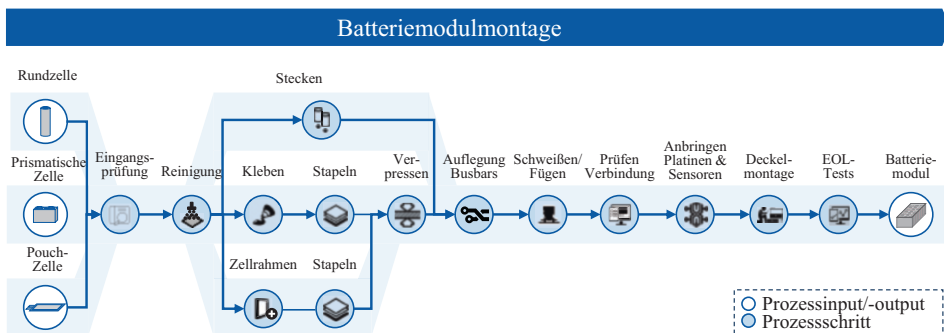 Batteriemodulmontage
Rundzelle
Prismatische
Zelle
Pouch-
Zelle
Eingangs-
prüfung
Reinigung
Stecken
Kleben
Stapeln
Zellrahmen
Stapeln
Ver-
pressen
Auflegung
Busbars
Schweißen/
Fügen
Prüfen
Verbindung
Anbringen
Platinen &
Sensoren
Deckel-
montage
EOL-
Tests
Batterie-
modul
Prozessinput/-output
Prozessschritt